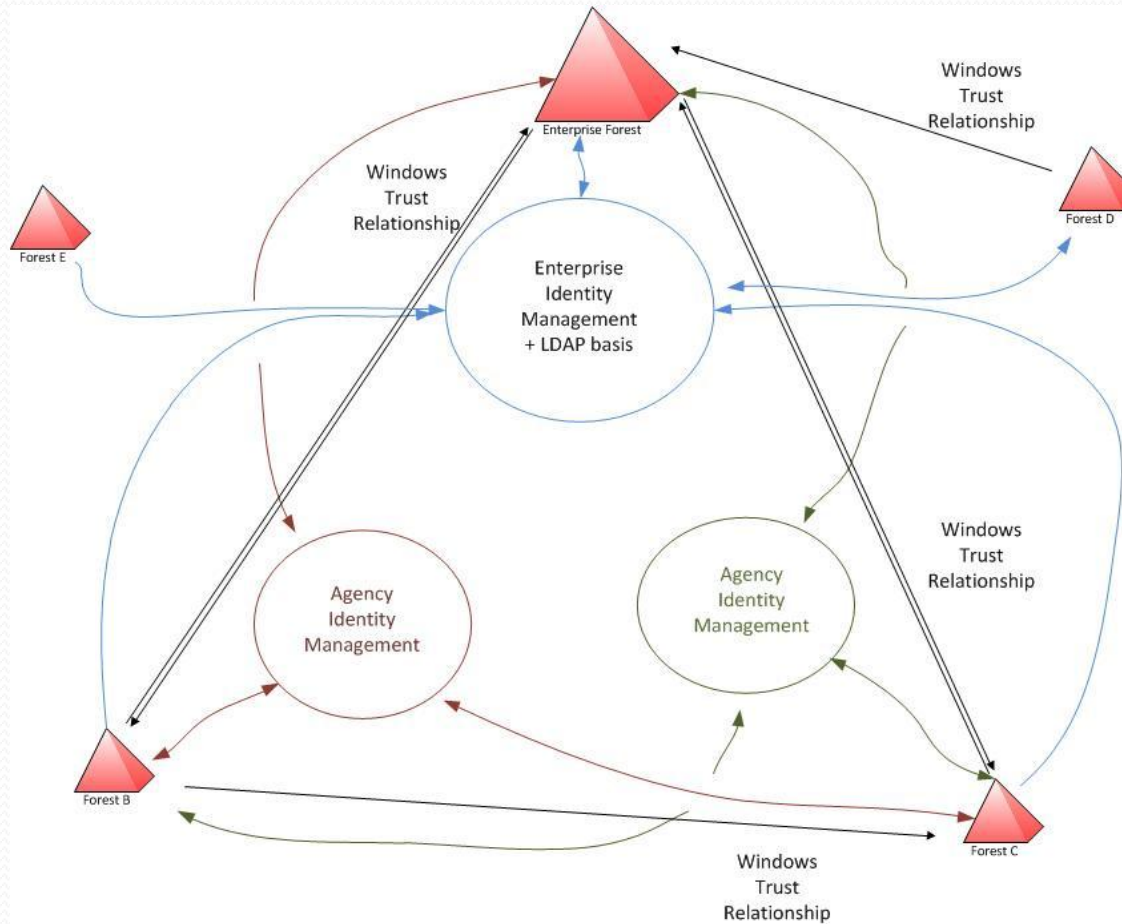 Enterprise Forest
Windows
Trust
Relationship
Windows
Trust
Relationship
Forest E
Forest D
Enterprise
Identity
Management
+ LDAP basis
Windows
Trust
Relationship
Agency
Identity
Management
Agency
Identity
Management
Forest B
Forest C
Windows
Trust
Relationship